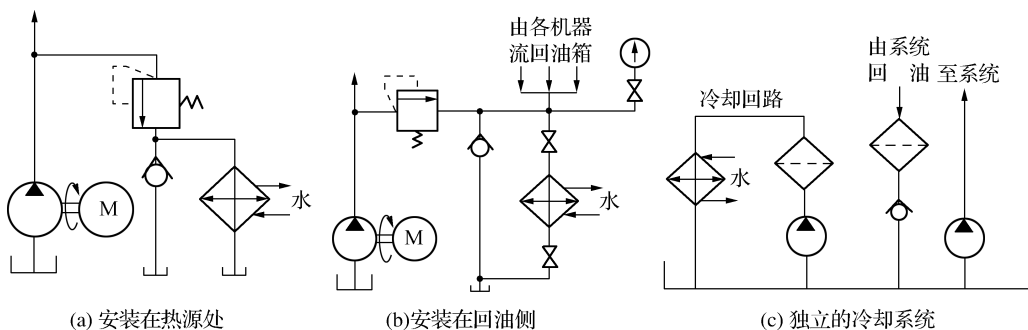 M
水
(a) 安装在热源处
由各机器
流回油箱
M
水
(b)安装在回油侧
由系统
回 油 至系统
冷却回路
水
(c) 独立的冷却系统